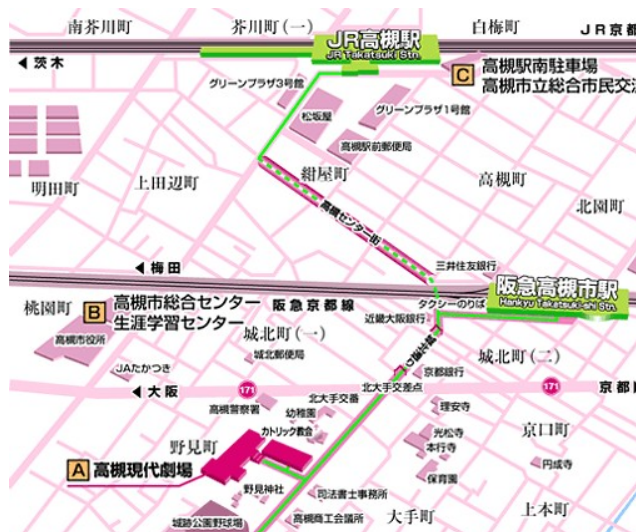 南芥川町
芥川町(一)
JR高槻駅
JR Takatsuki Stn.
白梅町
JR京都
◀茨木
C
高槻駅南駐車場
高槻市立総合市民交流
グリーンプラザ3号館
松坂屋
グリーンプラザ1号館
高槻駅前郵便局
明田町
上田辺町
紺屋町
高槻町
北園町
高槻センター街
◀梅田
三井住友銀行
阪急高槻市駅
Hankyu Takatsuki-shi Stn.
タクシーのりば
桃園町
B
高槻市総合センター
生涯学習センター
阪急京都線
近畿大阪銀行
高槻市役所
城北町(一)
城北町(二)
城北郵便局
京都銀行
JAたかつき
◀大阪
171
北大手交差点
171
京都
高槻警察署
北大手交番
幼稚園
理安寺
野見町
カトリック教会
光松寺
本行寺
京口町
A
高槻現代劇場
保育園
円成寺
野見神社
司法書士事務所
城跡公園野球場
高槻商工会議所
大手町
上本町